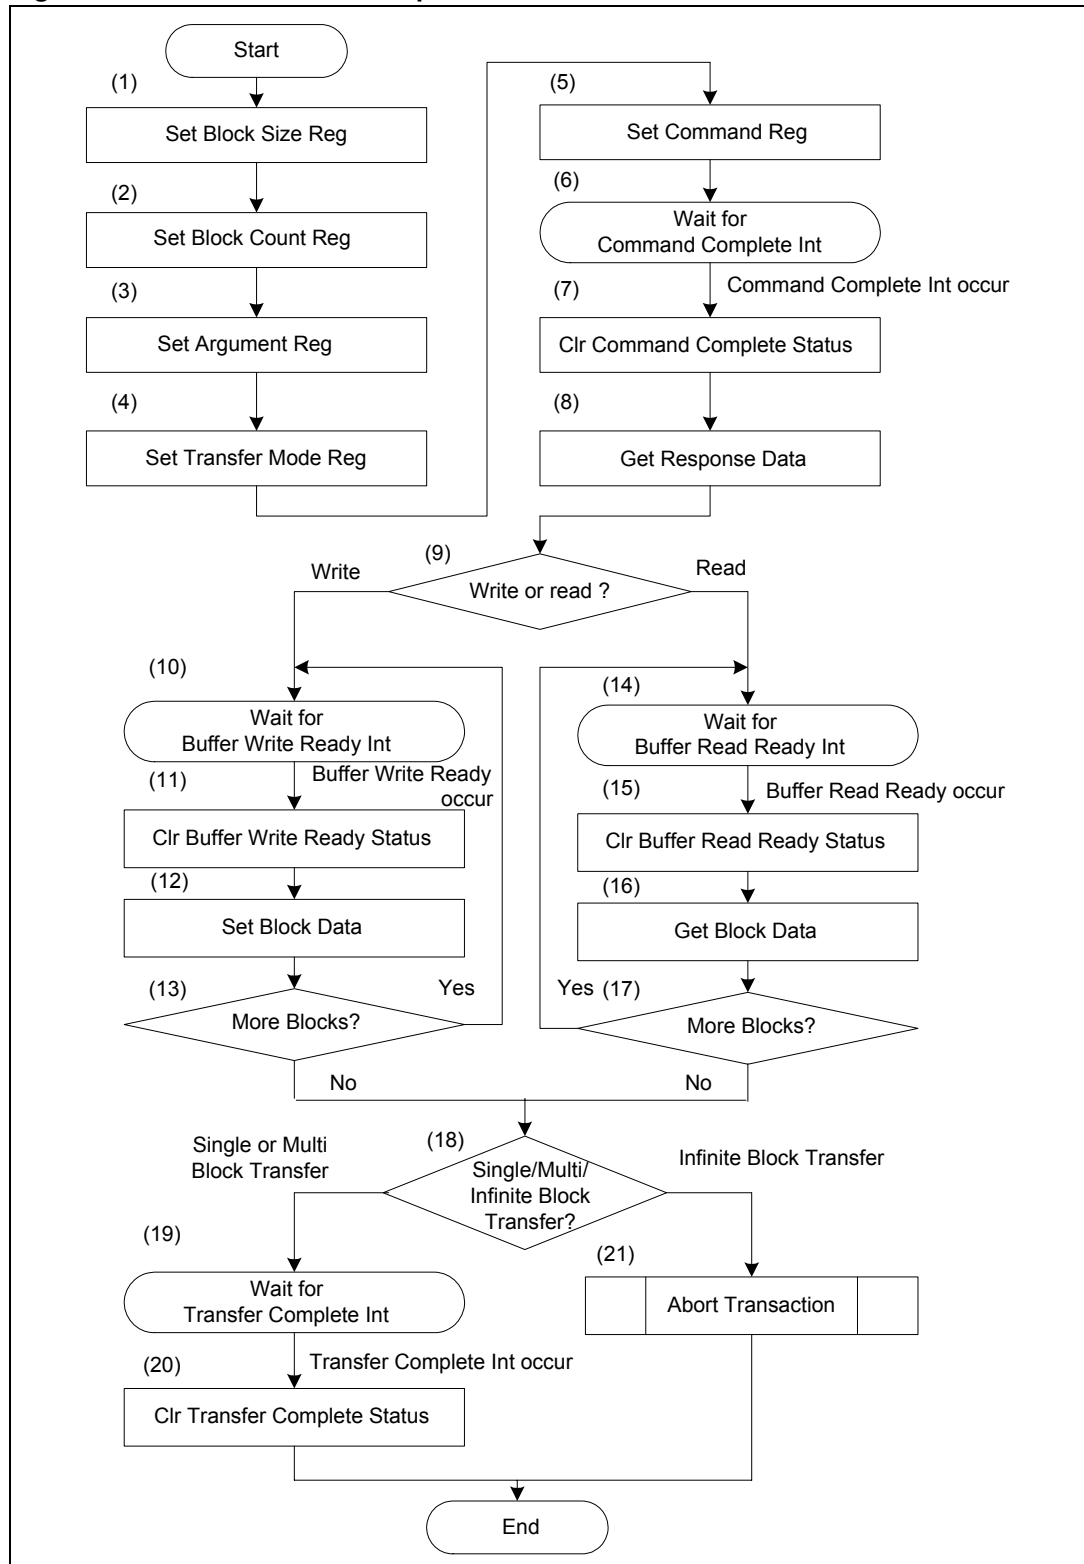 Start
(1)
Set Block Size Reg
(2)
Set Block Count Reg
(3)
Set Argument Reg
(4)
Set Transfer Mode Reg
(5)
Set Command Reg
(6)
Wait for
Command Complete Int
Command Complete Int occur
(7)
Clr Command Complete Status
(8)
Get Response Data
(9)
Write or read ?
Write
Read
(10)
Wait for
Buffer Write Ready Int
Buffer Write Ready
occur
(11)
Clr Buffer Write Ready Status
(12)
Set Block Data
(13)
More Blocks?
Yes
No
(14)
Wait for
Buffer Read Ready Int
Buffer Read Ready occur
(15)
Clr Buffer Read Ready Status
(16)
Get Block Data
Yes (17)
More Blocks?
No
(18)
Single/Multi/
Infinite Block
Transfer?
Single or Multi
Block Transfer
Infinite Block Transfer
(19)
Wait for
Transfer Complete Int
Transfer Complete Int occur
(20)
Clr Transfer Complete Status
(21)
Abort Transaction
End